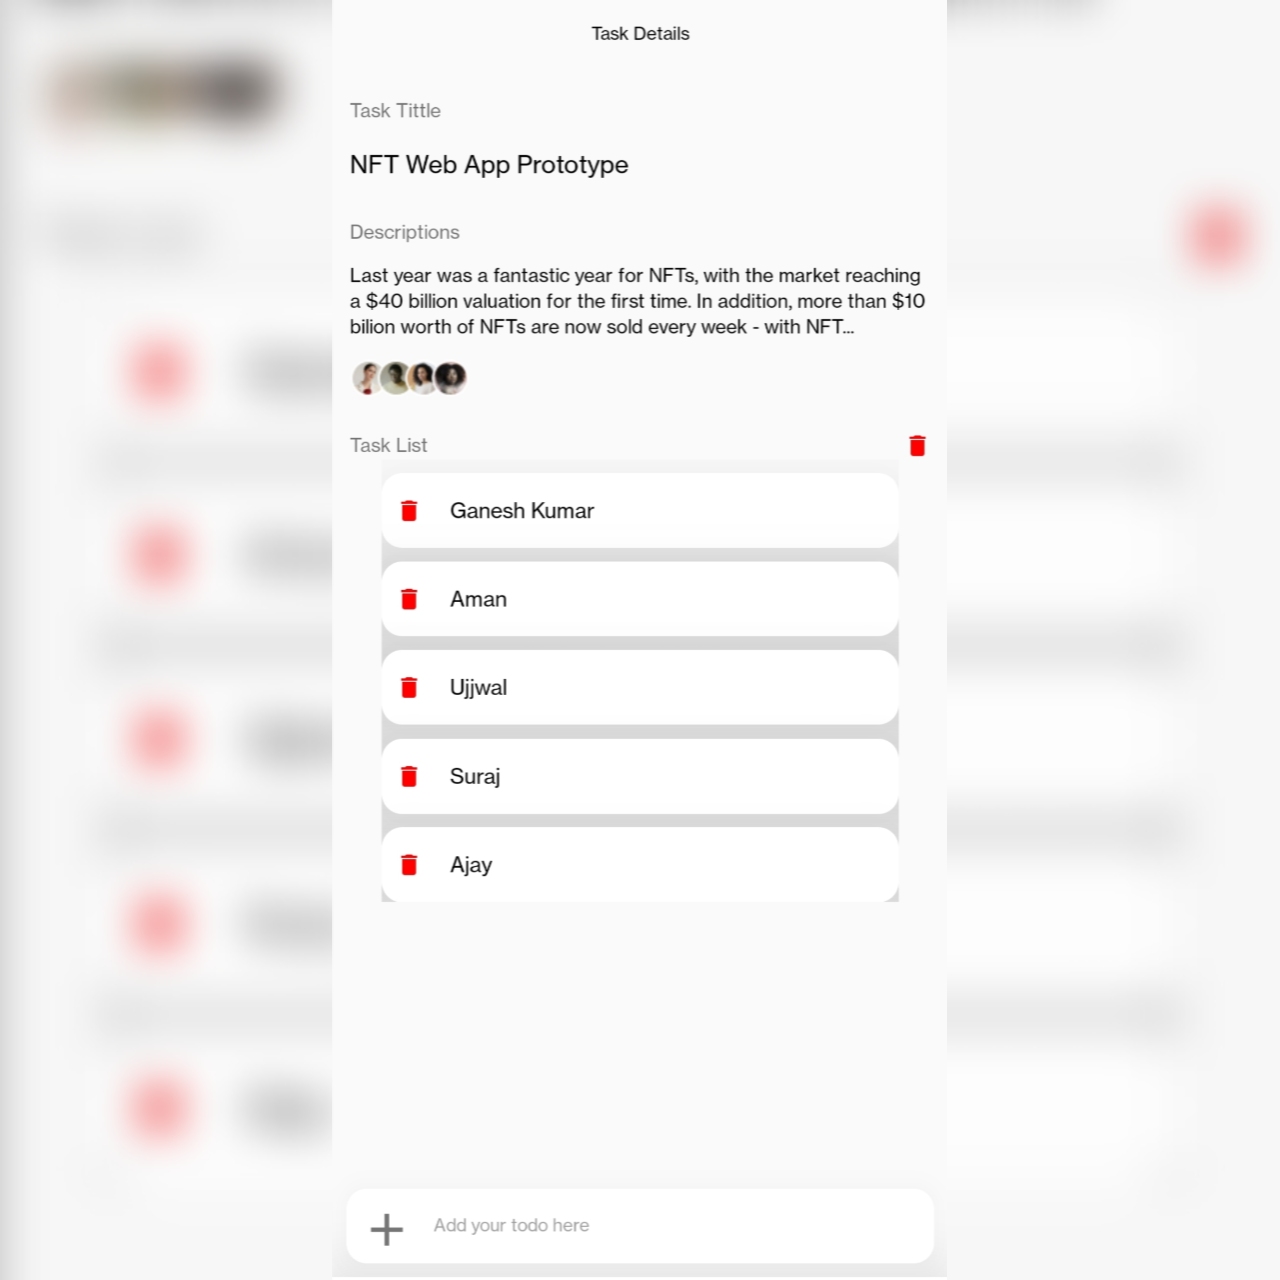 Task Details
Task Tittle
NFT Web App Prototype
Descriptions
Last year was a fantastic year for NFTs, with the market reaching
a $40 billion valuation for the first time. In addition, more than $10
bilion worth of NFTs are now sold every week - with NFT...
Task List
Ganesh Kumar
Aman
Ujjwal
Suraj
Ajay
Add your todo here